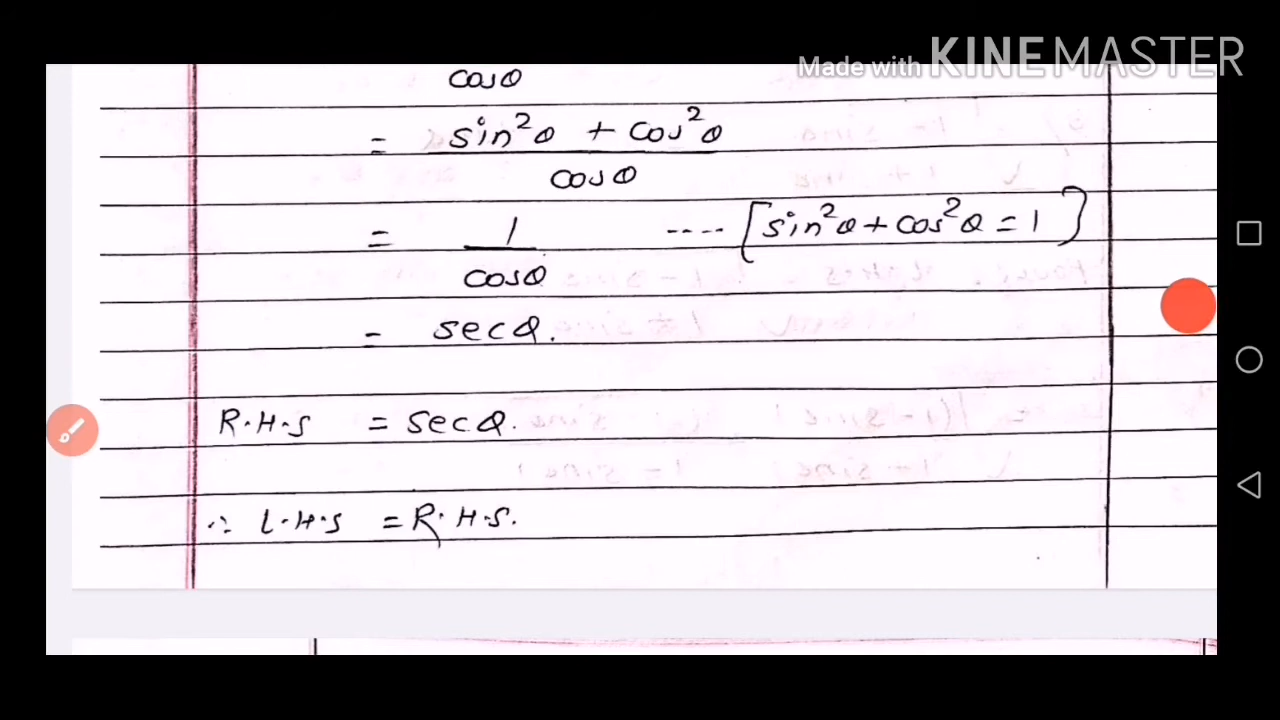 Made with KINEMASTER
cosθ
= sin²θ + cos²θ
cosθ
= 1 ---- [sin²θ + cos²θ = 1]
cosθ
= secθ.
R.H.S = secθ.
∴ L.H.S = R.H.S.